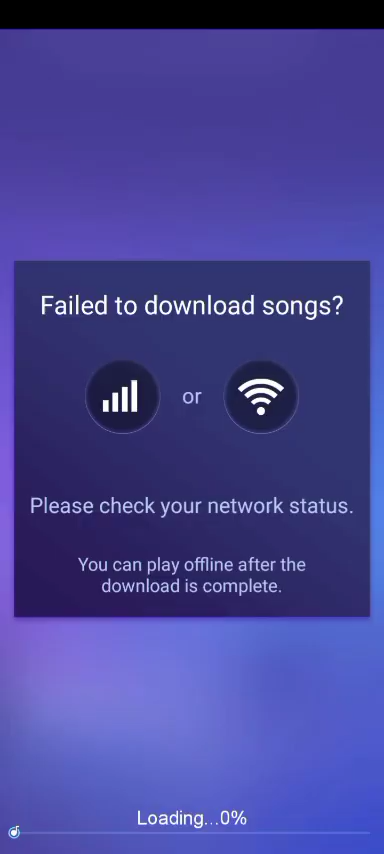 Failed to download songs?
or
Please check your network status.
You can play offline after the
download is complete.
Loading...0%